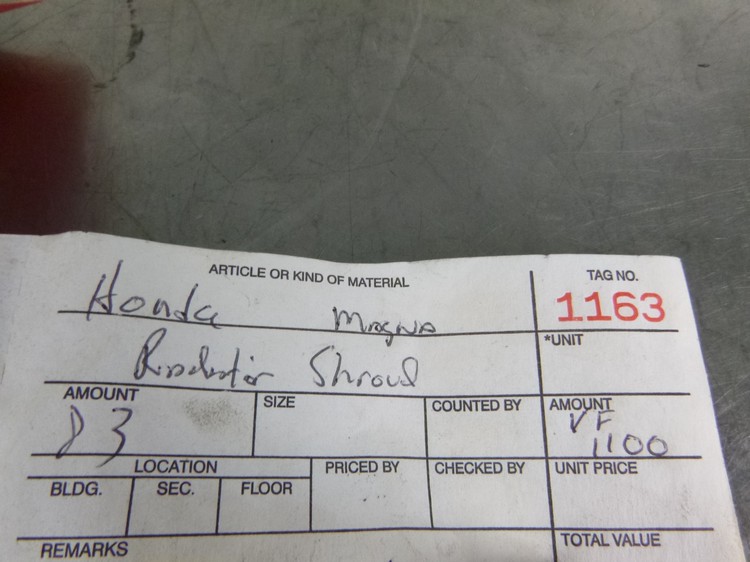 ARTICLE OR KIND OF MATERIAL
TAG NO.
Honda Magna
1163
*UNIT
Radiator Shroud
AMOUNT
SIZE
COUNTED BY
AMOUNT
83
VF
1100
LOCATION
PRICED BY
CHECKED BY
UNIT PRICE
BLDG.
SEC.
FLOOR
REMARKS
TOTAL VALUE